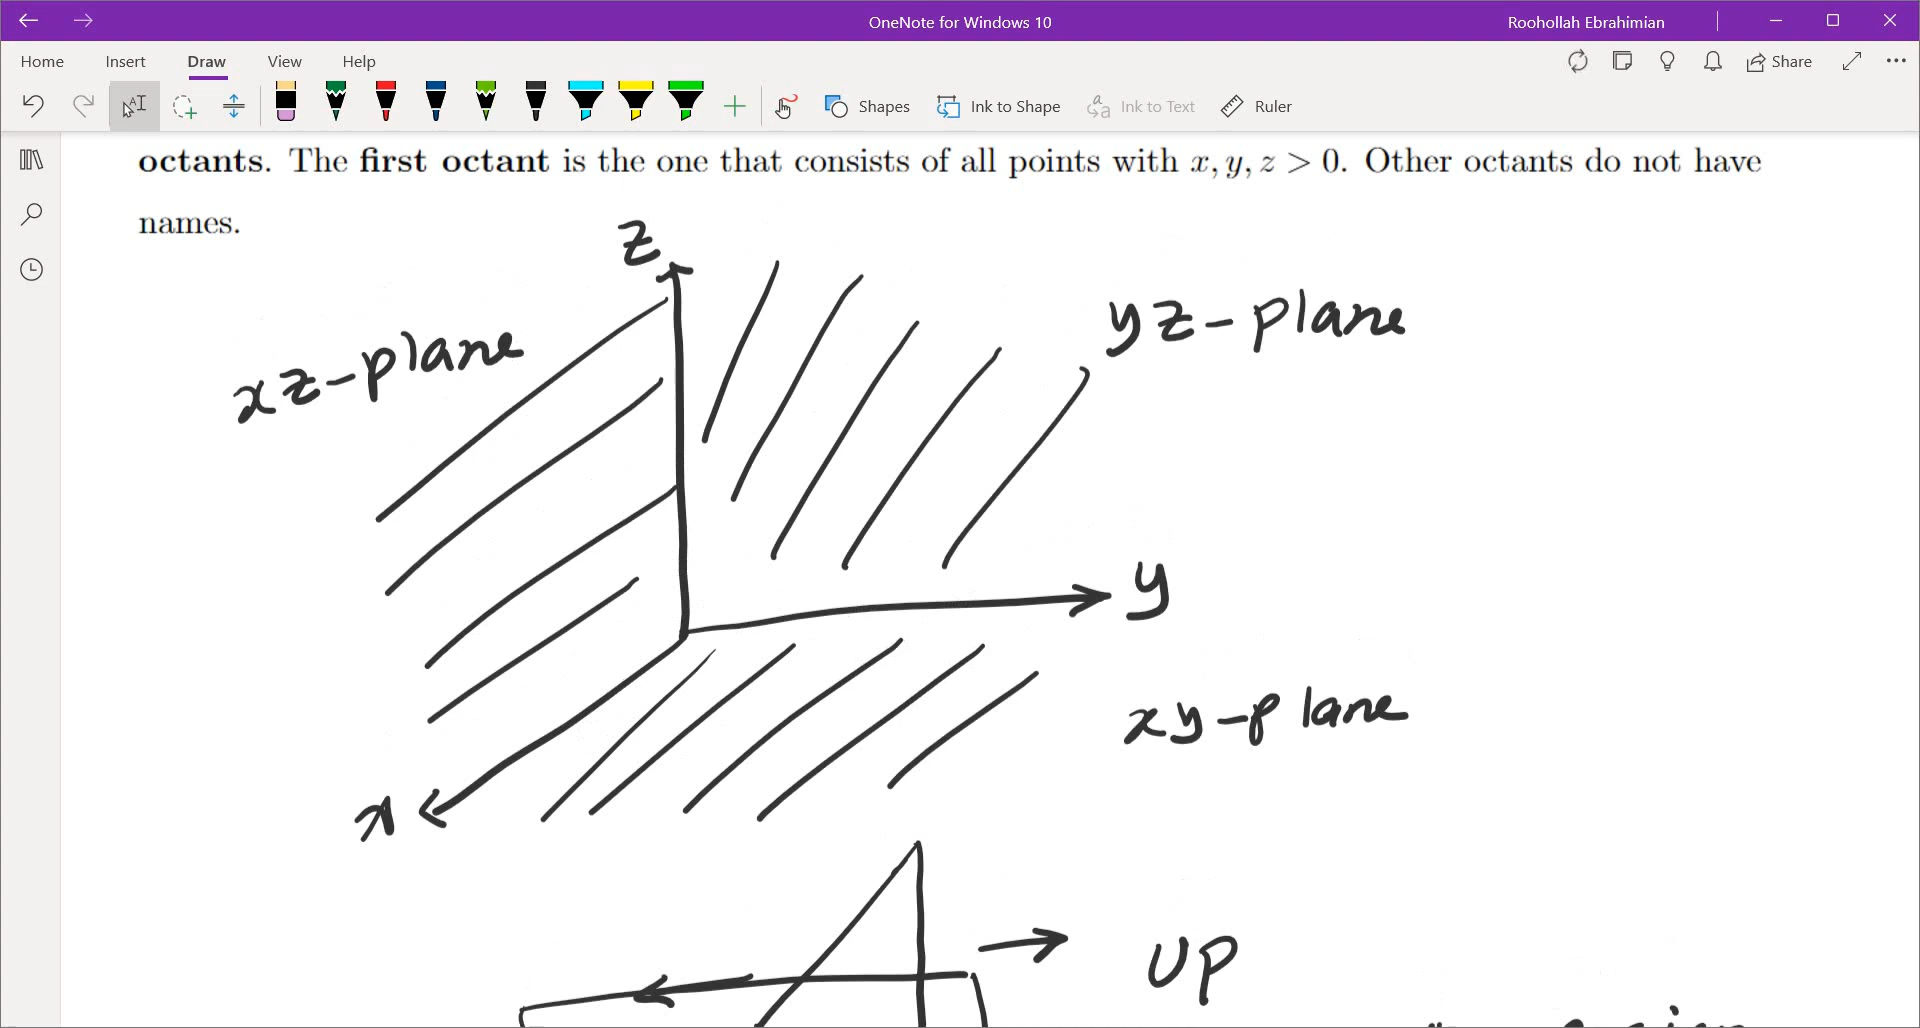 OneNote for Windows 10
Roohollah Ebrahimian
Home Insert Draw View Help
Share
Shapes Ink to Shape Ink to Text Ruler
octants. The first octant is the one that consists of all points with x, y, z > 0. Other octants do not have
names.
z
yz-plane
xz-plane
y
xy-plane
x
UP